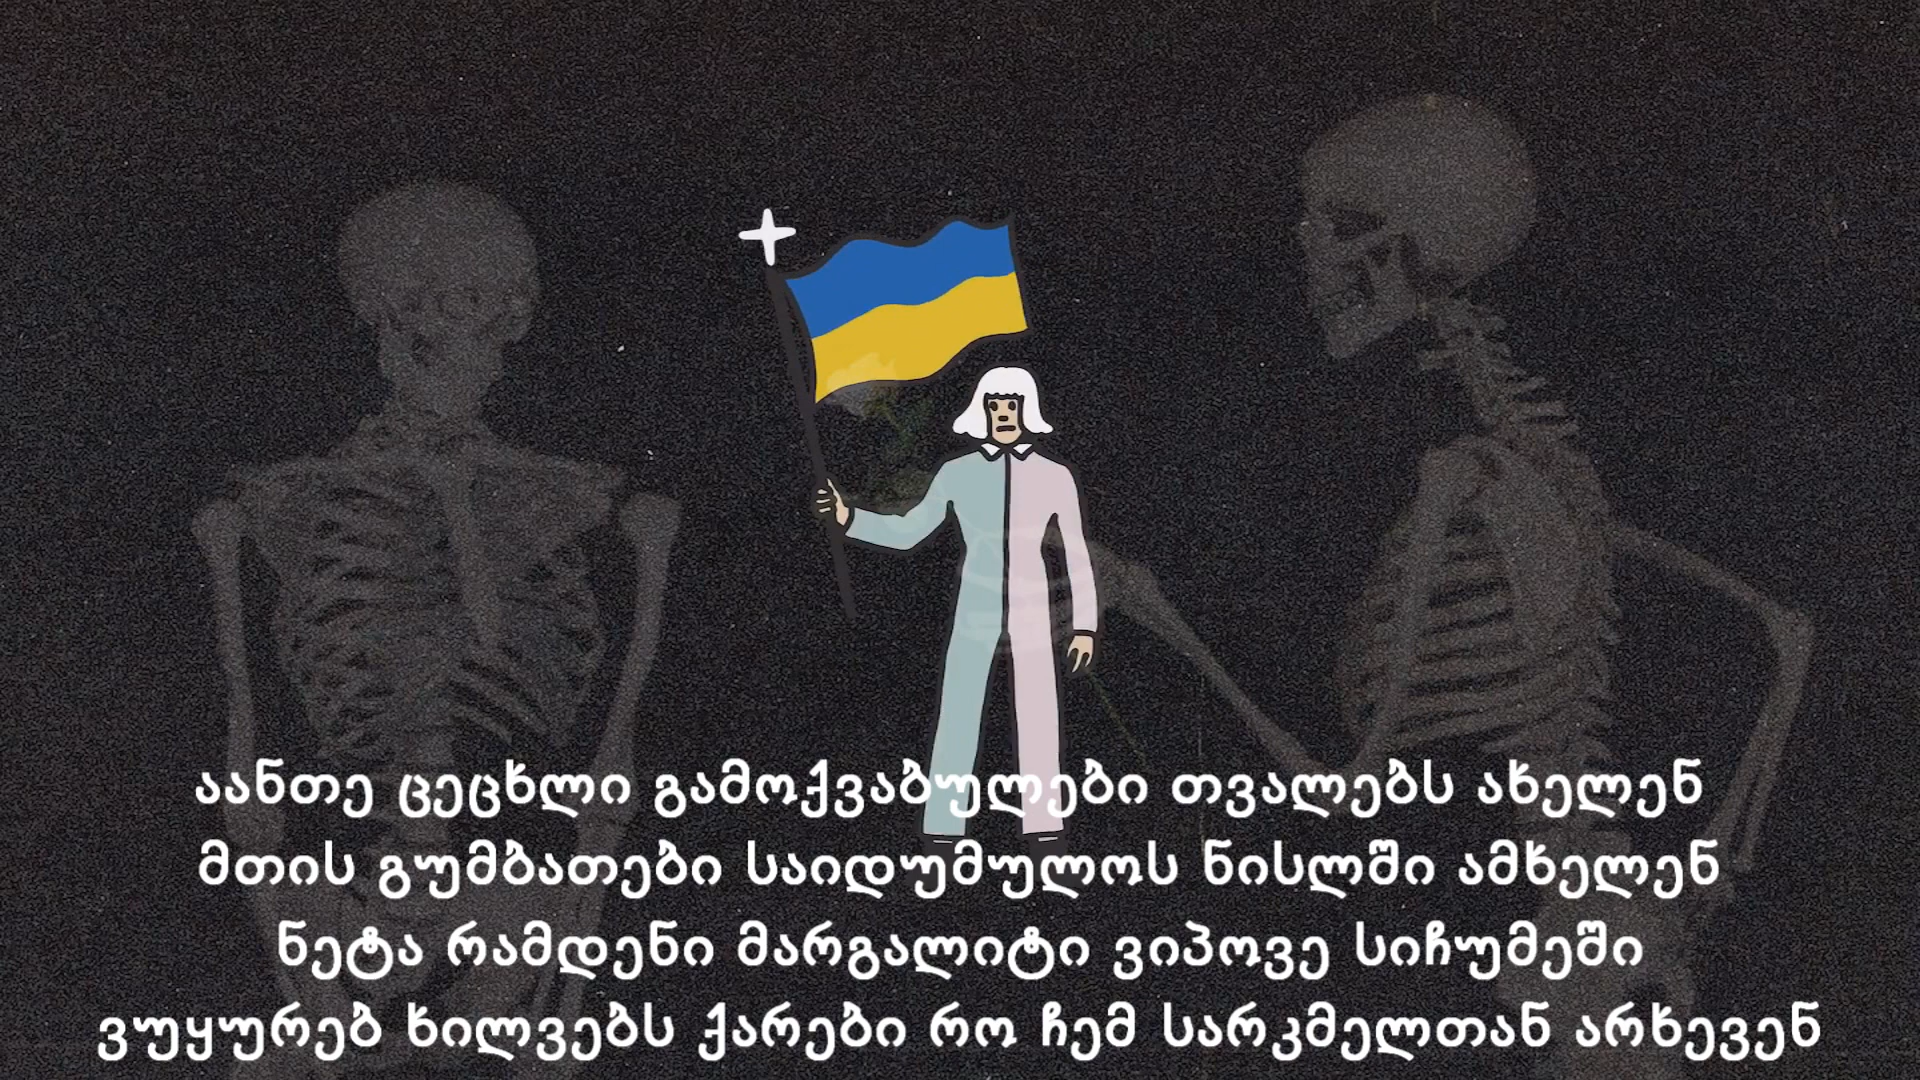 აანთე ცეცხლი გამოქვაბულები თვალებს ახელენ
მთის გუმბათები საიდუმულოს ნისლში ამხელენ
ნეტა რამდენი მარგალიტი ვიპოვე სიჩუმეში
ვუყურებ ხილვებს ქარები რო ჩემ სარკმელთან არხევენ